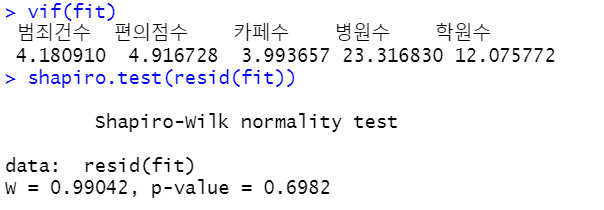 > vif(fit)
범죄건수 편의점수 카페수 병원수 학원수
4.180910 4.916728 3.993657 23.316830 12.075772
> shapiro.test(resid(fit))
Shapiro-Wilk normality test
data: resid(fit)
W = 0.99042, p-value = 0.6982